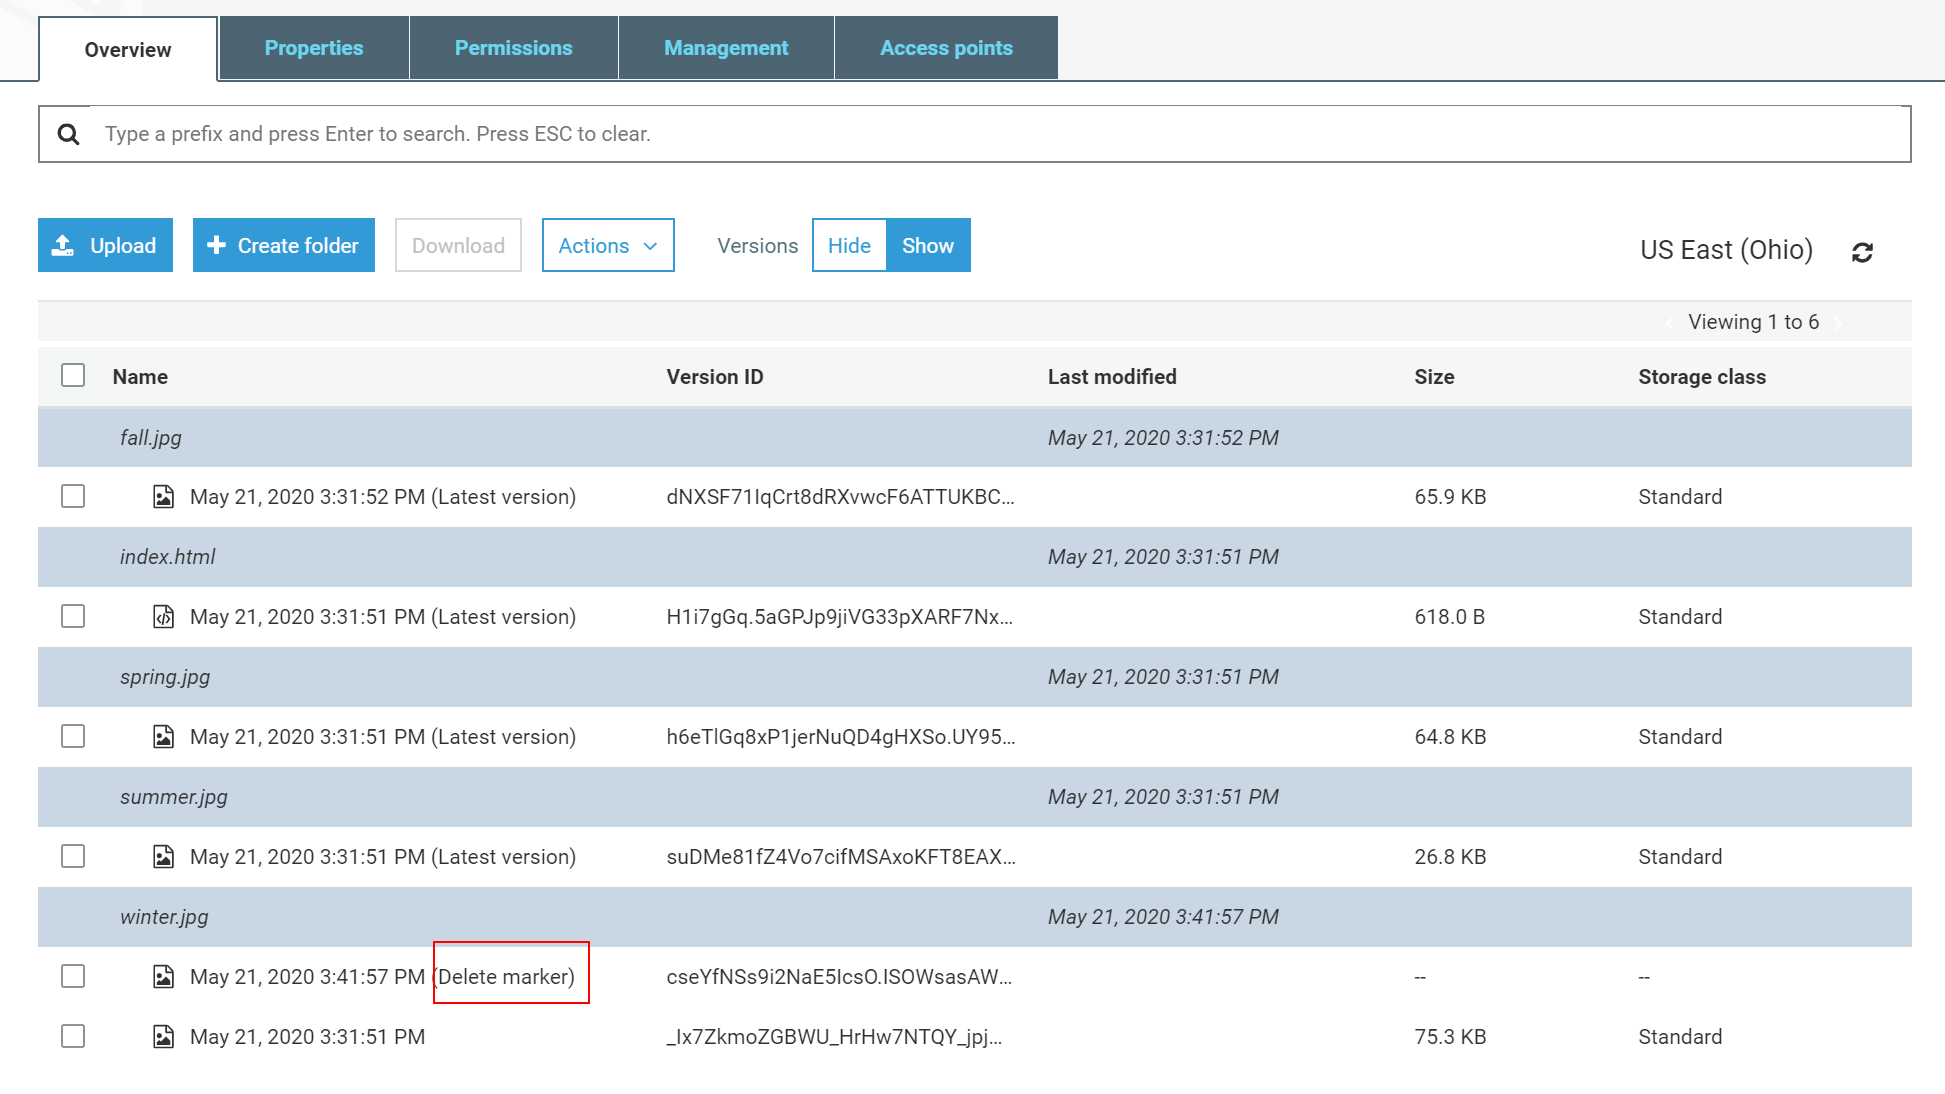 Overview Properties Permissions Management Access points
Type a prefix and press Enter to search. Press ESC to clear.
Upload Create folder Download Actions Versions Hide Show US East (Ohio)
Viewing 1 to 6
Name Version ID Last modified Size Storage class
fall.jpg May 21, 2020 3:31:52 PM
May 21, 2020 3:31:52 PM (Latest version) dNXSF71IqCrt8dRXvwcF6ATTUKBC... 65.9 KB Standard
index.html May 21, 2020 3:31:51 PM
May 21, 2020 3:31:51 PM (Latest version) H1i7gGq.5aGPJp9jiVG33pXARF7Nx... 618.0 B Standard
spring.jpg May 21, 2020 3:31:51 PM
May 21, 2020 3:31:51 PM (Latest version) h6eTlGq8xP1jerNuQD4gHXSo.UY95... 64.8 KB Standard
summer.jpg May 21, 2020 3:31:51 PM
May 21, 2020 3:31:51 PM (Latest version) suDMe81fZ4Vo7cifMSAxoKFT8EAX... 26.8 KB Standard
winter.jpg May 21, 2020 3:41:57 PM
May 21, 2020 3:41:57 PM (Delete marker) cseYfNSs9i2NaE5IcsO.ISOWsasAW... -- --
May 21, 2020 3:31:51 PM _Ix7ZkmoZGBWU_HrHw7NTQY_jpj... 75.3 KB Standard